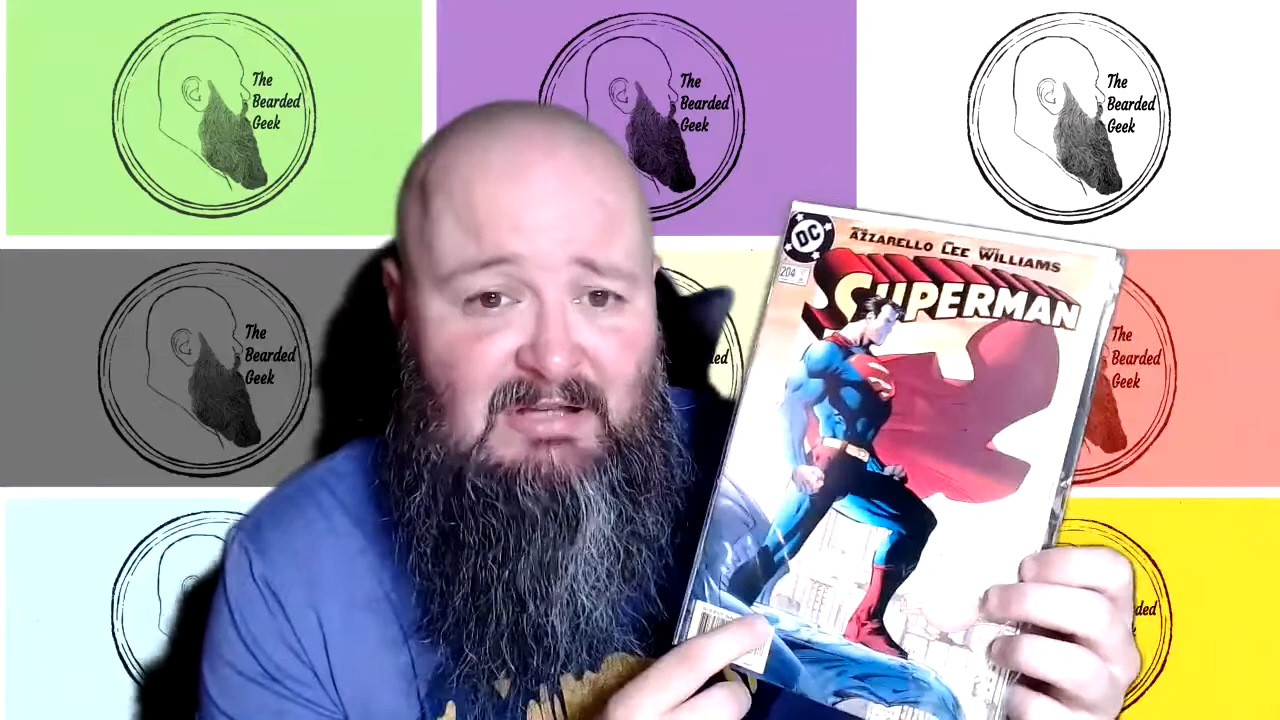 The
Bearded
Geek
The
Bearded
Geek
The
Bearded
Geek
DC
AZZARELLO LEE WILLIAMS
204
SUPERMAN
The
Bearded
Geek
The
Bearded
Geek